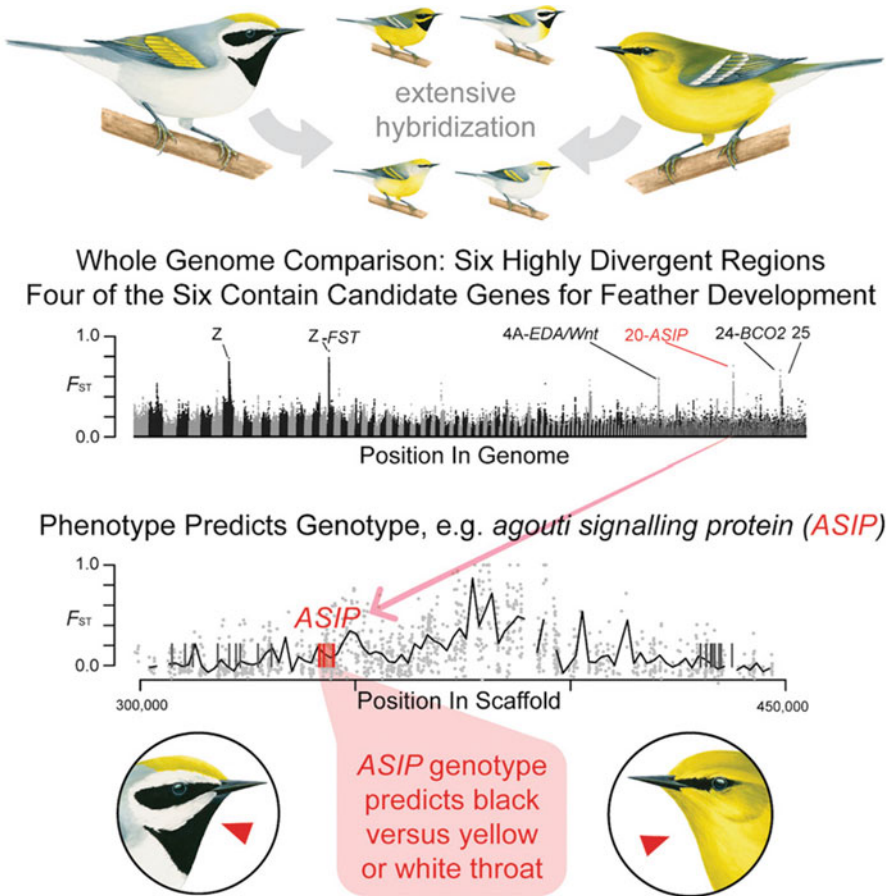 extensive
hybridization
Whole Genome Comparison: Six Highly Divergent Regions
Four of the Six Contain Candidate Genes for Feather Development
1.0
FST
0.0
Z
Z-FST
4A-EDA/Wnt
20-ASIP
24-BCO2
25
Position In Genome
Phenotype Predicts Genotype, e.g. agouti signalling protein (ASIP)
1.0
FST
0.0
ASIP
Position In Scaffold
300,000
450,000
ASIP genotype
predicts black
versus yellow
or white throat